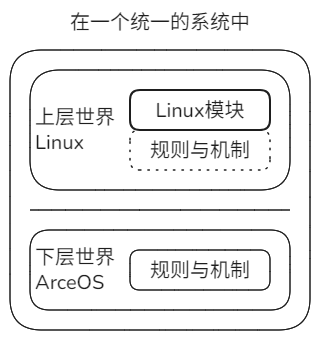 在一个统一的系统中
上层世界
Linux
Linux模块
规则与机制
下层世界
ArceOS
规则与机制